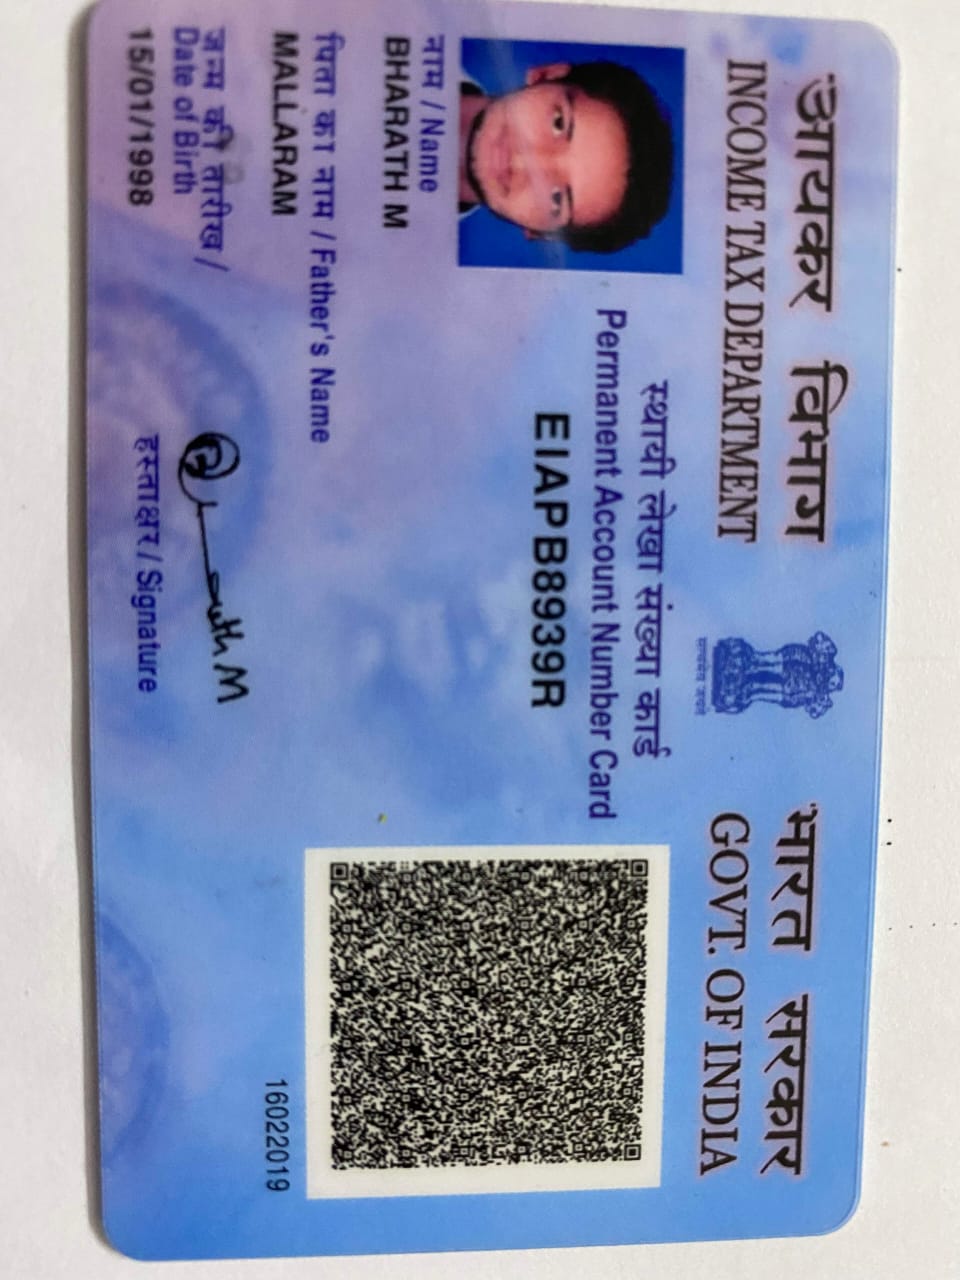 आयकर विभाग
INCOME TAX DEPARTMENT
भारत सरकार
GOVT. OF INDIA
सत्यमेव जयते
स्थायी लेखा संख्या कार्ड
Permanent Account Number Card
EIAPB8939R
नाम / Name
BHARATH M
पिता का नाम / Father's Name
MALLARAM
जन्म की तारीख /
Date of Birth
15/01/1998
हस्ताक्षर / Signature
16022019